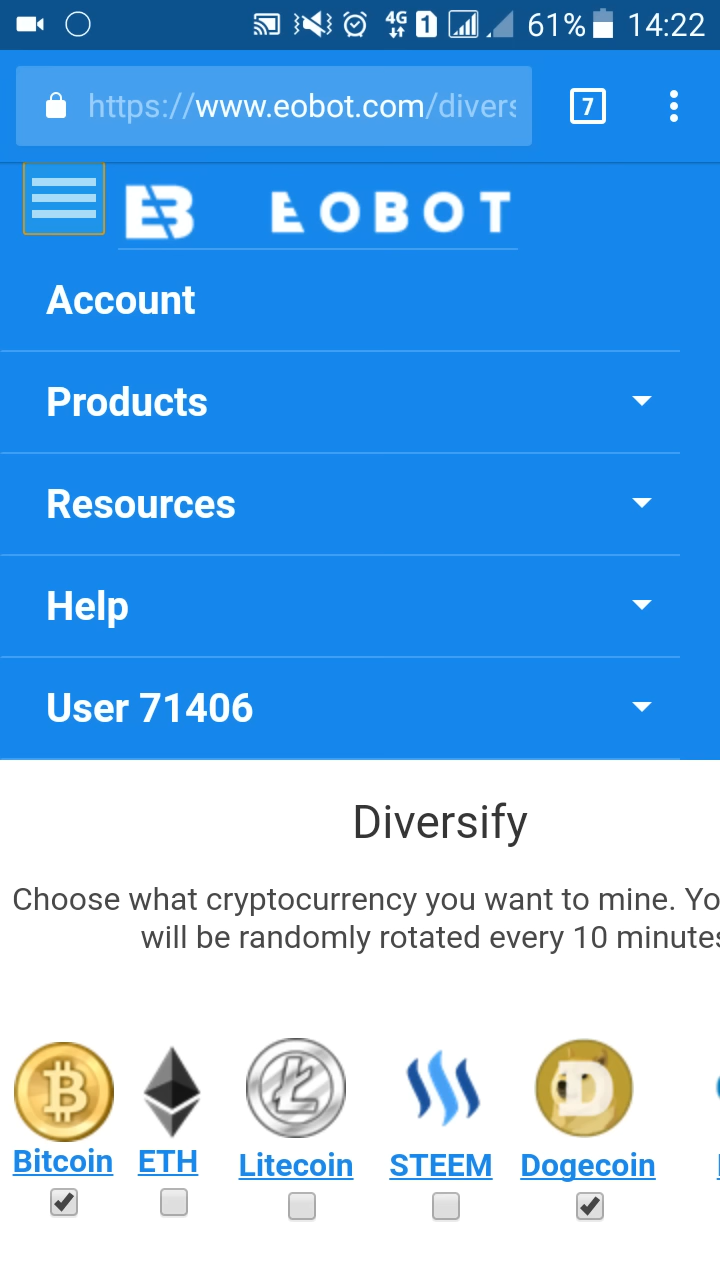 4G 1 61% 14:22
https://www.eobot.com/divers
7
EB EOBOT
Account
Products
Resources
Help
User 71406
Diversify
Choose what cryptocurrency you want to mine. Yo
will be randomly rotated every 10 minutes
Bitcoin ETH Litecoin STEEM Dogecoin